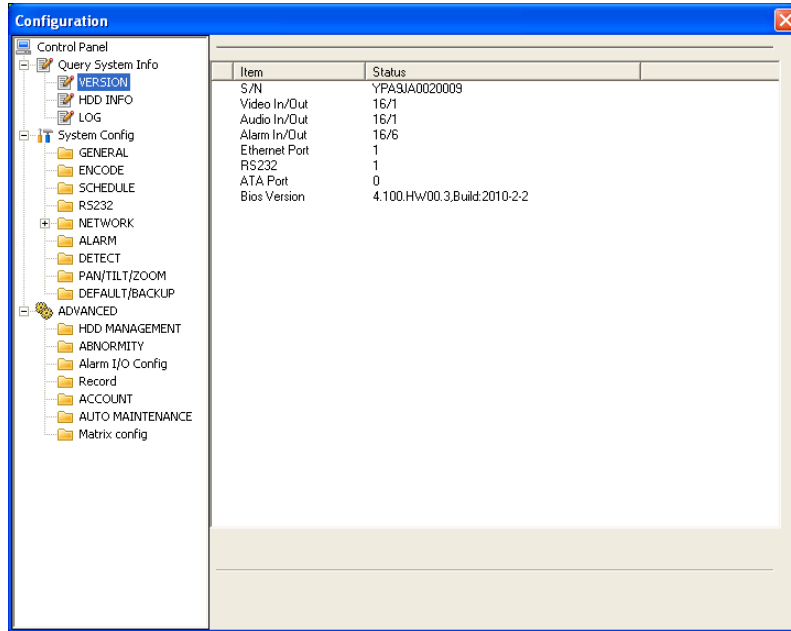 Configuration
Control Panel
Query System Info
VERSION
HDD INFO
LOG
System Config
GENERAL
ENCODE
SCHEDULE
RS232
NETWORK
ALARM
DETECT
PAN/TILT/ZOOM
DEFAULT/BACKUP
ADVANCED
HDD MANAGEMENT
ABNORMITY
Alarm I/O Config
Record
ACCOUNT
AUTO MAINTENANCE
Matrix config
Item Status
S/N YPA9JA0020009
Video In/Out 16/1
Audio In/Out 16/1
Alarm In/Out 16/6
Ethernet Port 1
RS232 1
ATA Port 0
Bios Version 4.100.HW00.3,Build:2010-2-2